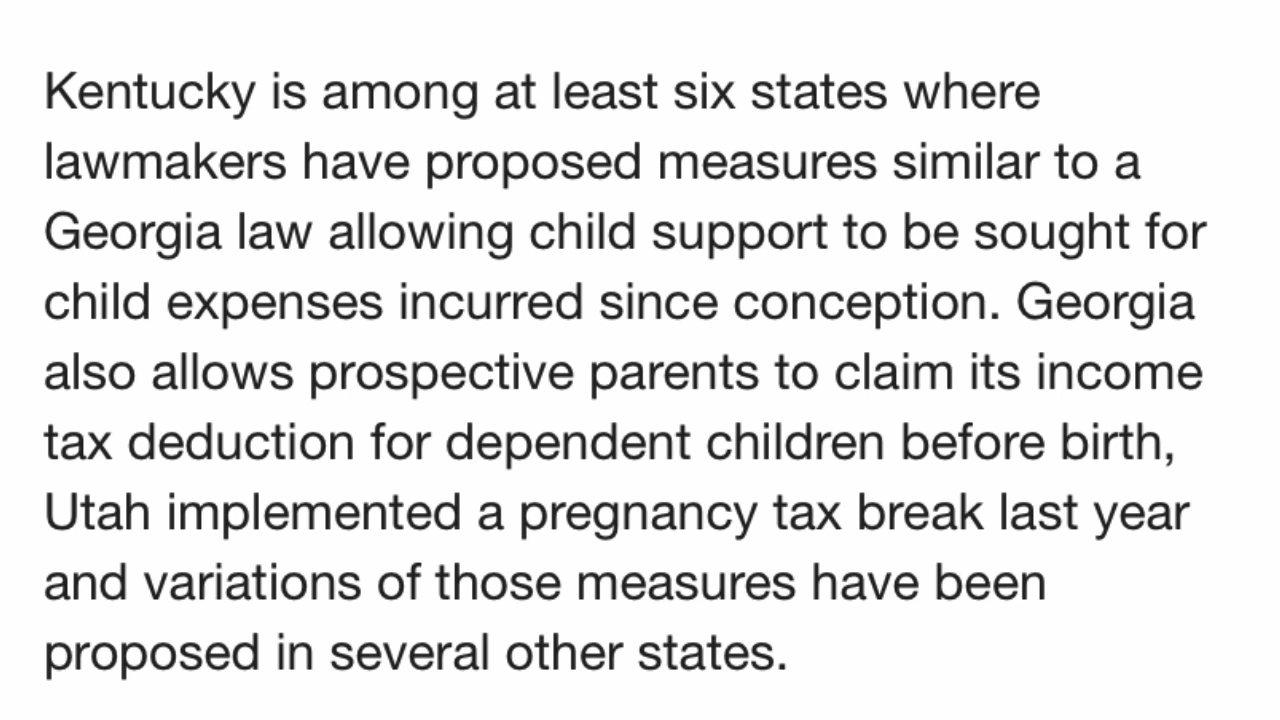 Kentucky is among at least six states where
lawmakers have proposed measures similar to a
Georgia law allowing child support to be sought for
child expenses incurred since conception. Georgia
also allows prospective parents to claim its income
tax deduction for dependent children before birth,
Utah implemented a pregnancy tax break last year
and variations of those measures have been
proposed in several other states.